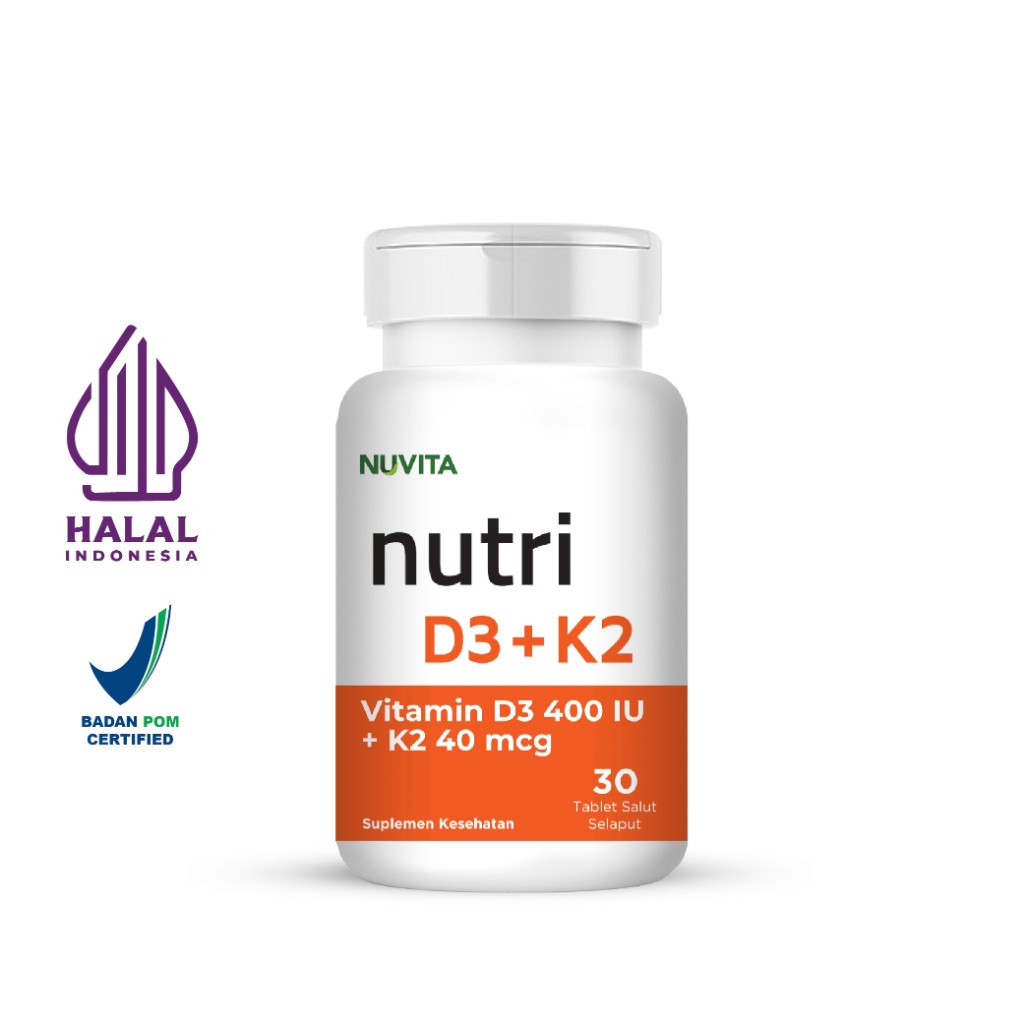 HALAL
INDONESIA
BADAN POM
CERTIFIED
NUVITA
nutri
D3 + K2
Vitamin D3 400 IU
+ K2 40 mcg
30
Tablet Salut
Selaput
Suplemen Kesehatan